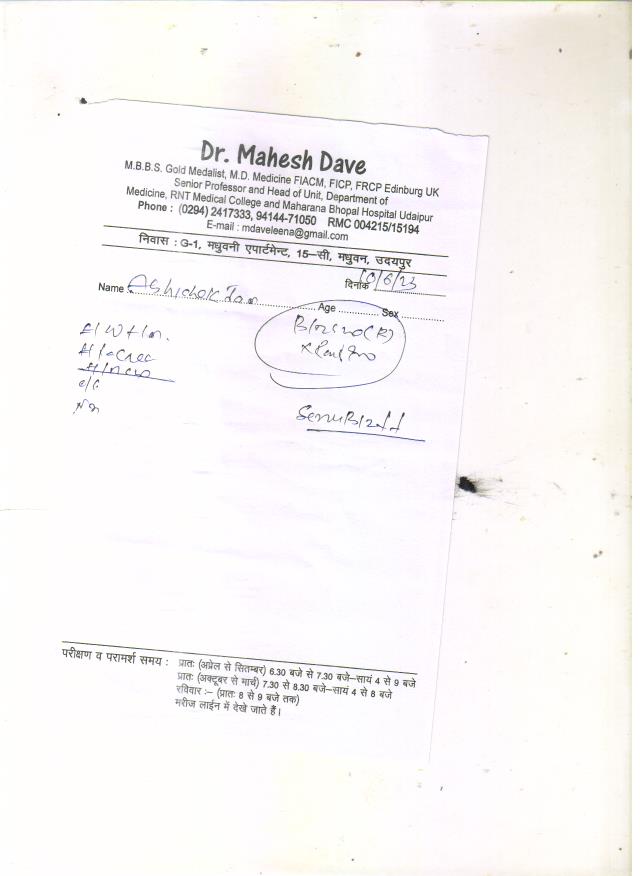 Dr. Mahesh Dave
M.B.B.S. Gold Medalist, M.D. Medicine FIACM, FICP, FRCP Edinburg UK
Senior Professor and Head of Unit, Department of
Medicine, RNT Medical College and Maharana Bhopal Hospital Udaipur
Phone : (0294) 2417333, 94144-71050 RMC 004215/15194
E-mail : mdaveleena@gmail.com
निवास : G-1, मधुवनी एपार्टमेन्ट, 15–सी, मधुवन, उदयपुर
दिनांक 10/6/23
Name Age Sex
परीक्षण व परामर्श समय : प्रातः (अप्रेल से सितम्बर) 6.30 बजे से 7.30 बजे–सायं 4 से 9 बजे
प्रातः (अक्टूबर से मार्च) 7.30 से 8.30 बजे–सायं 4 से 8 बजे
रविवार :– (प्रातः 8 से 9 बजे तक)
मरीज लाईन में देखे जाते हैं।